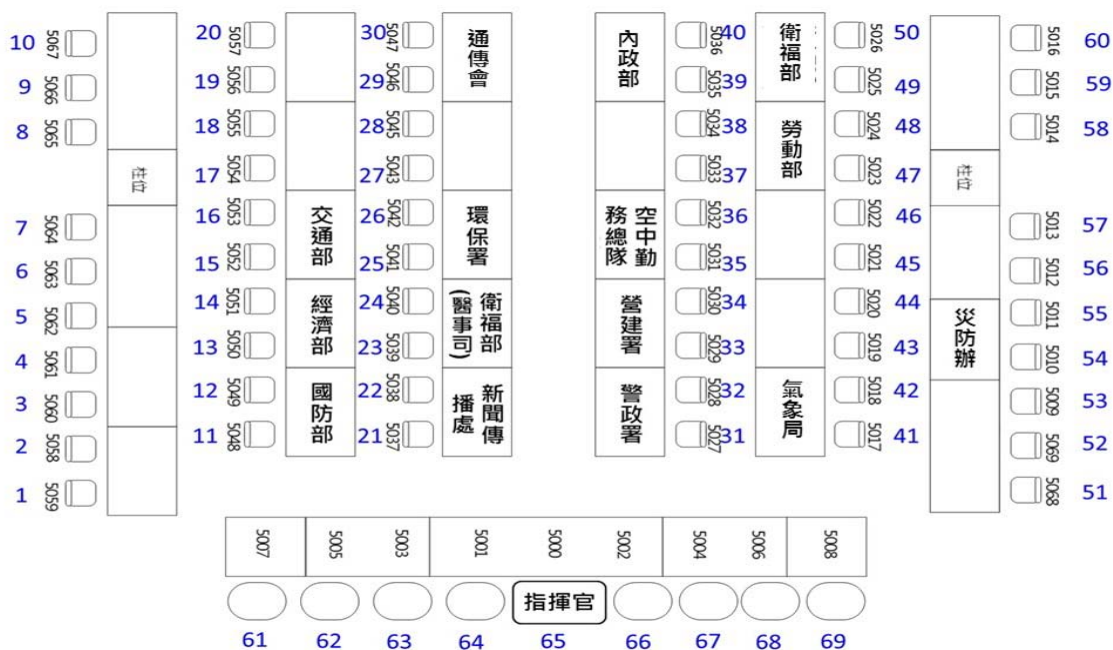 10 5067 20 5057 30 5047 通傳會 內政部 5036 40 衛福部 5026 50 5016 60
9 5066 19 5056 29 5046 5035 39 5025 49 5015 59
8 5065 18 5055 28 5045 5034 38 勞動部 5024 48 5014 58
柱位 17 5054 27 5043 5033 37 5023 47 柱位
7 5064 16 5053 交通部 26 5042 環保署 空中勤務總隊 5032 36 5022 46 5013 57
6 5063 15 5052 25 5041 5031 35 5021 45 5012 56
5 5062 14 5051 經濟部 24 5040 衛福部(醫事司) 營建署 5030 34 5020 44 災防辦 5011 55
4 5061 13 5050 23 5039 5029 33 5019 43 5010 54
3 5060 12 5049 國防部 22 5038 新聞傳播處 警政署 5028 32 氣象局 5018 42 5009 53
2 5058 11 5048 21 5037 5027 31 5017 41 5069 52
1 5059 5068 51
5007 5005 5003 5001 5000 5002 5004 5006 5008
指揮官
61 62 63 64 65 66 67 68 69